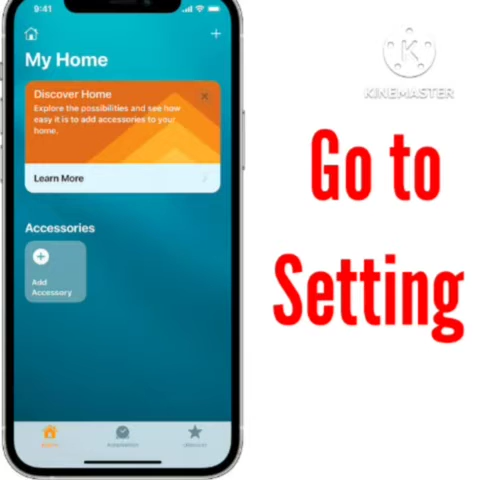 9:41
My Home
Discover Home
Explore the possibilities and see how
easy it is to add accessories to your
home.
Learn More
Accessories
Add
Accessory
KINEMASTER
Go to
Setting